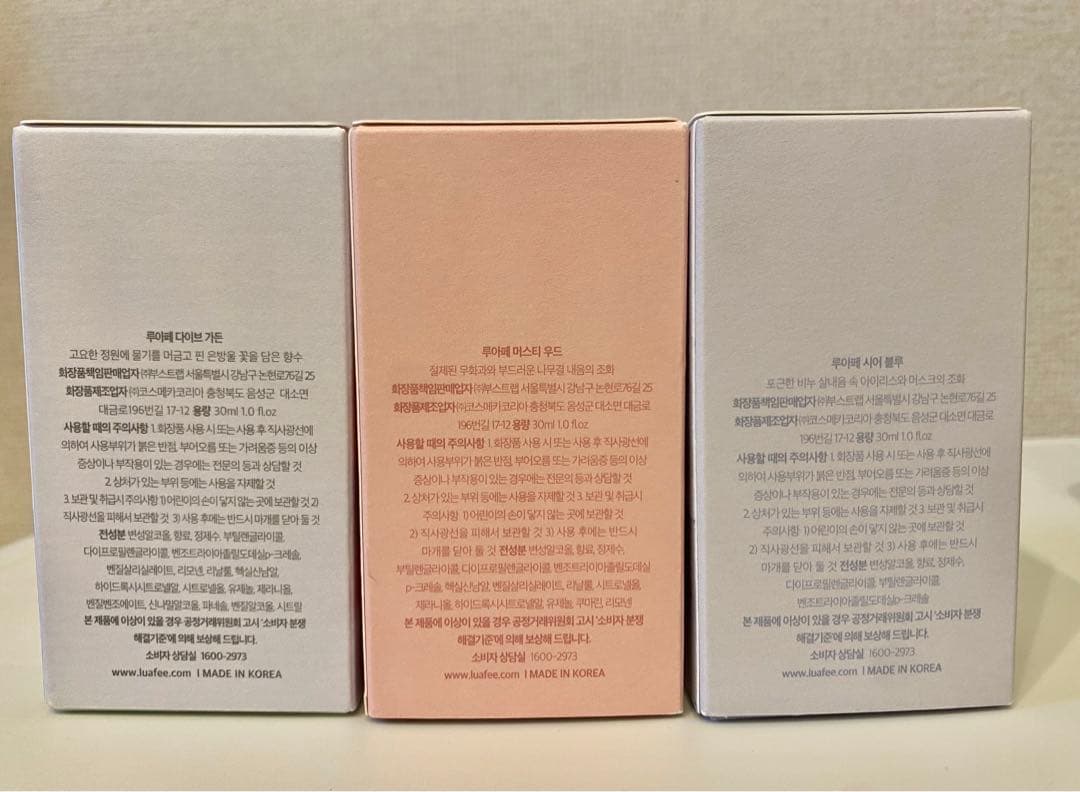 루아페 다이브 가든
고요한 정원에 물기를 머금고 핀 은방울 꽃을 담은 향수
화장품책임판매업자 ㈜부스트랩 서울특별시 강남구 논현로76길 25
화장품제조업자 ㈜코스메카코리아 충청북도 음성군 대소면
대금로196번길 17-12 용량 30ml 1.0 fl.oz
사용할 때의 주의사항 1. 화장품 사용 시 또는 사용 후 직사광선에
의하여 사용부위가 붉은 반점, 부어오름 또는 가려움증 등의 이상
증상이나 부작용이 있는 경우에는 전문의 등과 상담할 것
2. 상처가 있는 부위 등에는 사용을 자제할 것
3. 보관 및 취급시 주의사항 1) 어린이의 손이 닿지 않는 곳에 보관할 것 2)
직사광선을 피해서 보관할 것 3) 사용 후에는 반드시 마개를 닫아 둘 것
전성분 변성알코올, 향료, 정제수, 부틸렌글라이콜,
다이프로필렌글라이콜, 벤조트라이아졸릴도데실p-크레솔,
벤질살리실레이트, 리모넨, 리날룰, 헥실신남알,
하이드록시시트로넬알, 시트로넬올, 유제놀, 제라니올,
벤질벤조에이트, 신나밀알코올, 파네솔, 벤질알코올, 시트랄
본 제품에 이상이 있을 경우 공정거래위원회 고시 '소비자 분쟁
해결기준'에 의해 보상해 드립니다.
소비자 상담실 1600-2973
www.luafee.com I MADE IN KOREA
루아페 머스티 우드
절제된 무화과와 부드러운 나무결 내음의 조화
화장품책임판매업자 ㈜부스트랩 서울특별시 강남구 논현로76길 25
화장품제조업자 ㈜코스메카코리아 충청북도 음성군 대소면 대금로
196번길 17-12 용량 30ml 1.0 fl.oz
사용할 때의 주의사항 1. 화장품 사용 시 또는 사용 후 직사광선에
의하여 사용부위가 붉은 반점, 부어오름 또는 가려움증 등의 이상
증상이나 부작용이 있는 경우에는 전문의 등과 상담할 것
2. 상처가 있는 부위 등에는 사용을 자제할 것 3. 보관 및 취급시
주의사항 1) 어린이의 손이 닿지 않는 곳에 보관할 것
2) 직사광선을 피해서 보관할 것 3) 사용 후에는 반드시
마개를 닫아 둘 것 전성분 변성알코올, 향료, 정제수,
부틸렌글라이콜, 다이프로필렌글라이콜, 벤조트라이아졸릴도데실
p-크레솔, 헥실신남알, 벤질살리실레이트, 리날룰, 시트로넬올,
제라니올, 하이드록시시트로넬알, 유제놀, 쿠마린, 리모넨
본 제품에 이상이 있을 경우 공정거래위원회 고시 '소비자 분쟁
해결기준'에 의해 보상해 드립니다.
소비자 상담실 1600-2973
www.luafee.com I MADE IN KOREA
루아페 시어 블루
포근한 비누 살내음 속 아이리스와 머스크의 조화
화장품책임판매업자 ㈜부스트랩 서울특별시 강남구 논현로76길 25
화장품제조업자 ㈜코스메카코리아 충청북도 음성군 대소면 대금로
196번길 17-12 용량 30ml 1.0 fl.oz
사용할 때의 주의사항 1. 화장품 사용 시 또는 사용 후 직사광선에
의하여 사용부위가 붉은 반점, 부어오름 또는 가려움증 등의 이상
증상이나 부작용이 있는 경우에는 전문의 등과 상담할 것
2. 상처가 있는 부위 등에는 사용을 자제할 것 3. 보관 및 취급시
주의사항 1) 어린이의 손이 닿지 않는 곳에 보관할 것
2) 직사광선을 피해서 보관할 것 3) 사용 후에는 반드시
마개를 닫아 둘 것 전성분 변성알코올, 향료, 정제수,
다이프로필렌글라이콜, 부틸렌글라이콜,
벤조트라이아졸릴도데실p-크레솔
본 제품에 이상이 있을 경우 공정거래위원회 고시 '소비자 분쟁
해결기준'에 의해 보상해 드립니다.
소비자 상담실 1600-2973
www.luafee.com I MADE IN KOREA